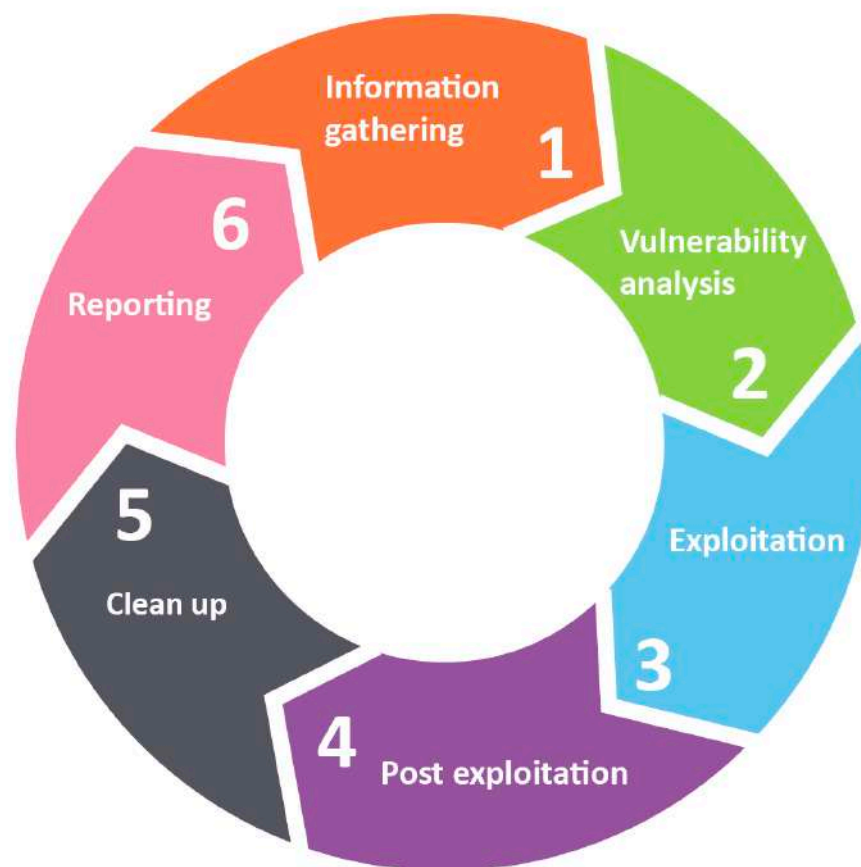 Information
gathering
1
Vulnerability
analysis
2
Exploitation
3
Post exploitation
4
Clean up
5
Reporting
6